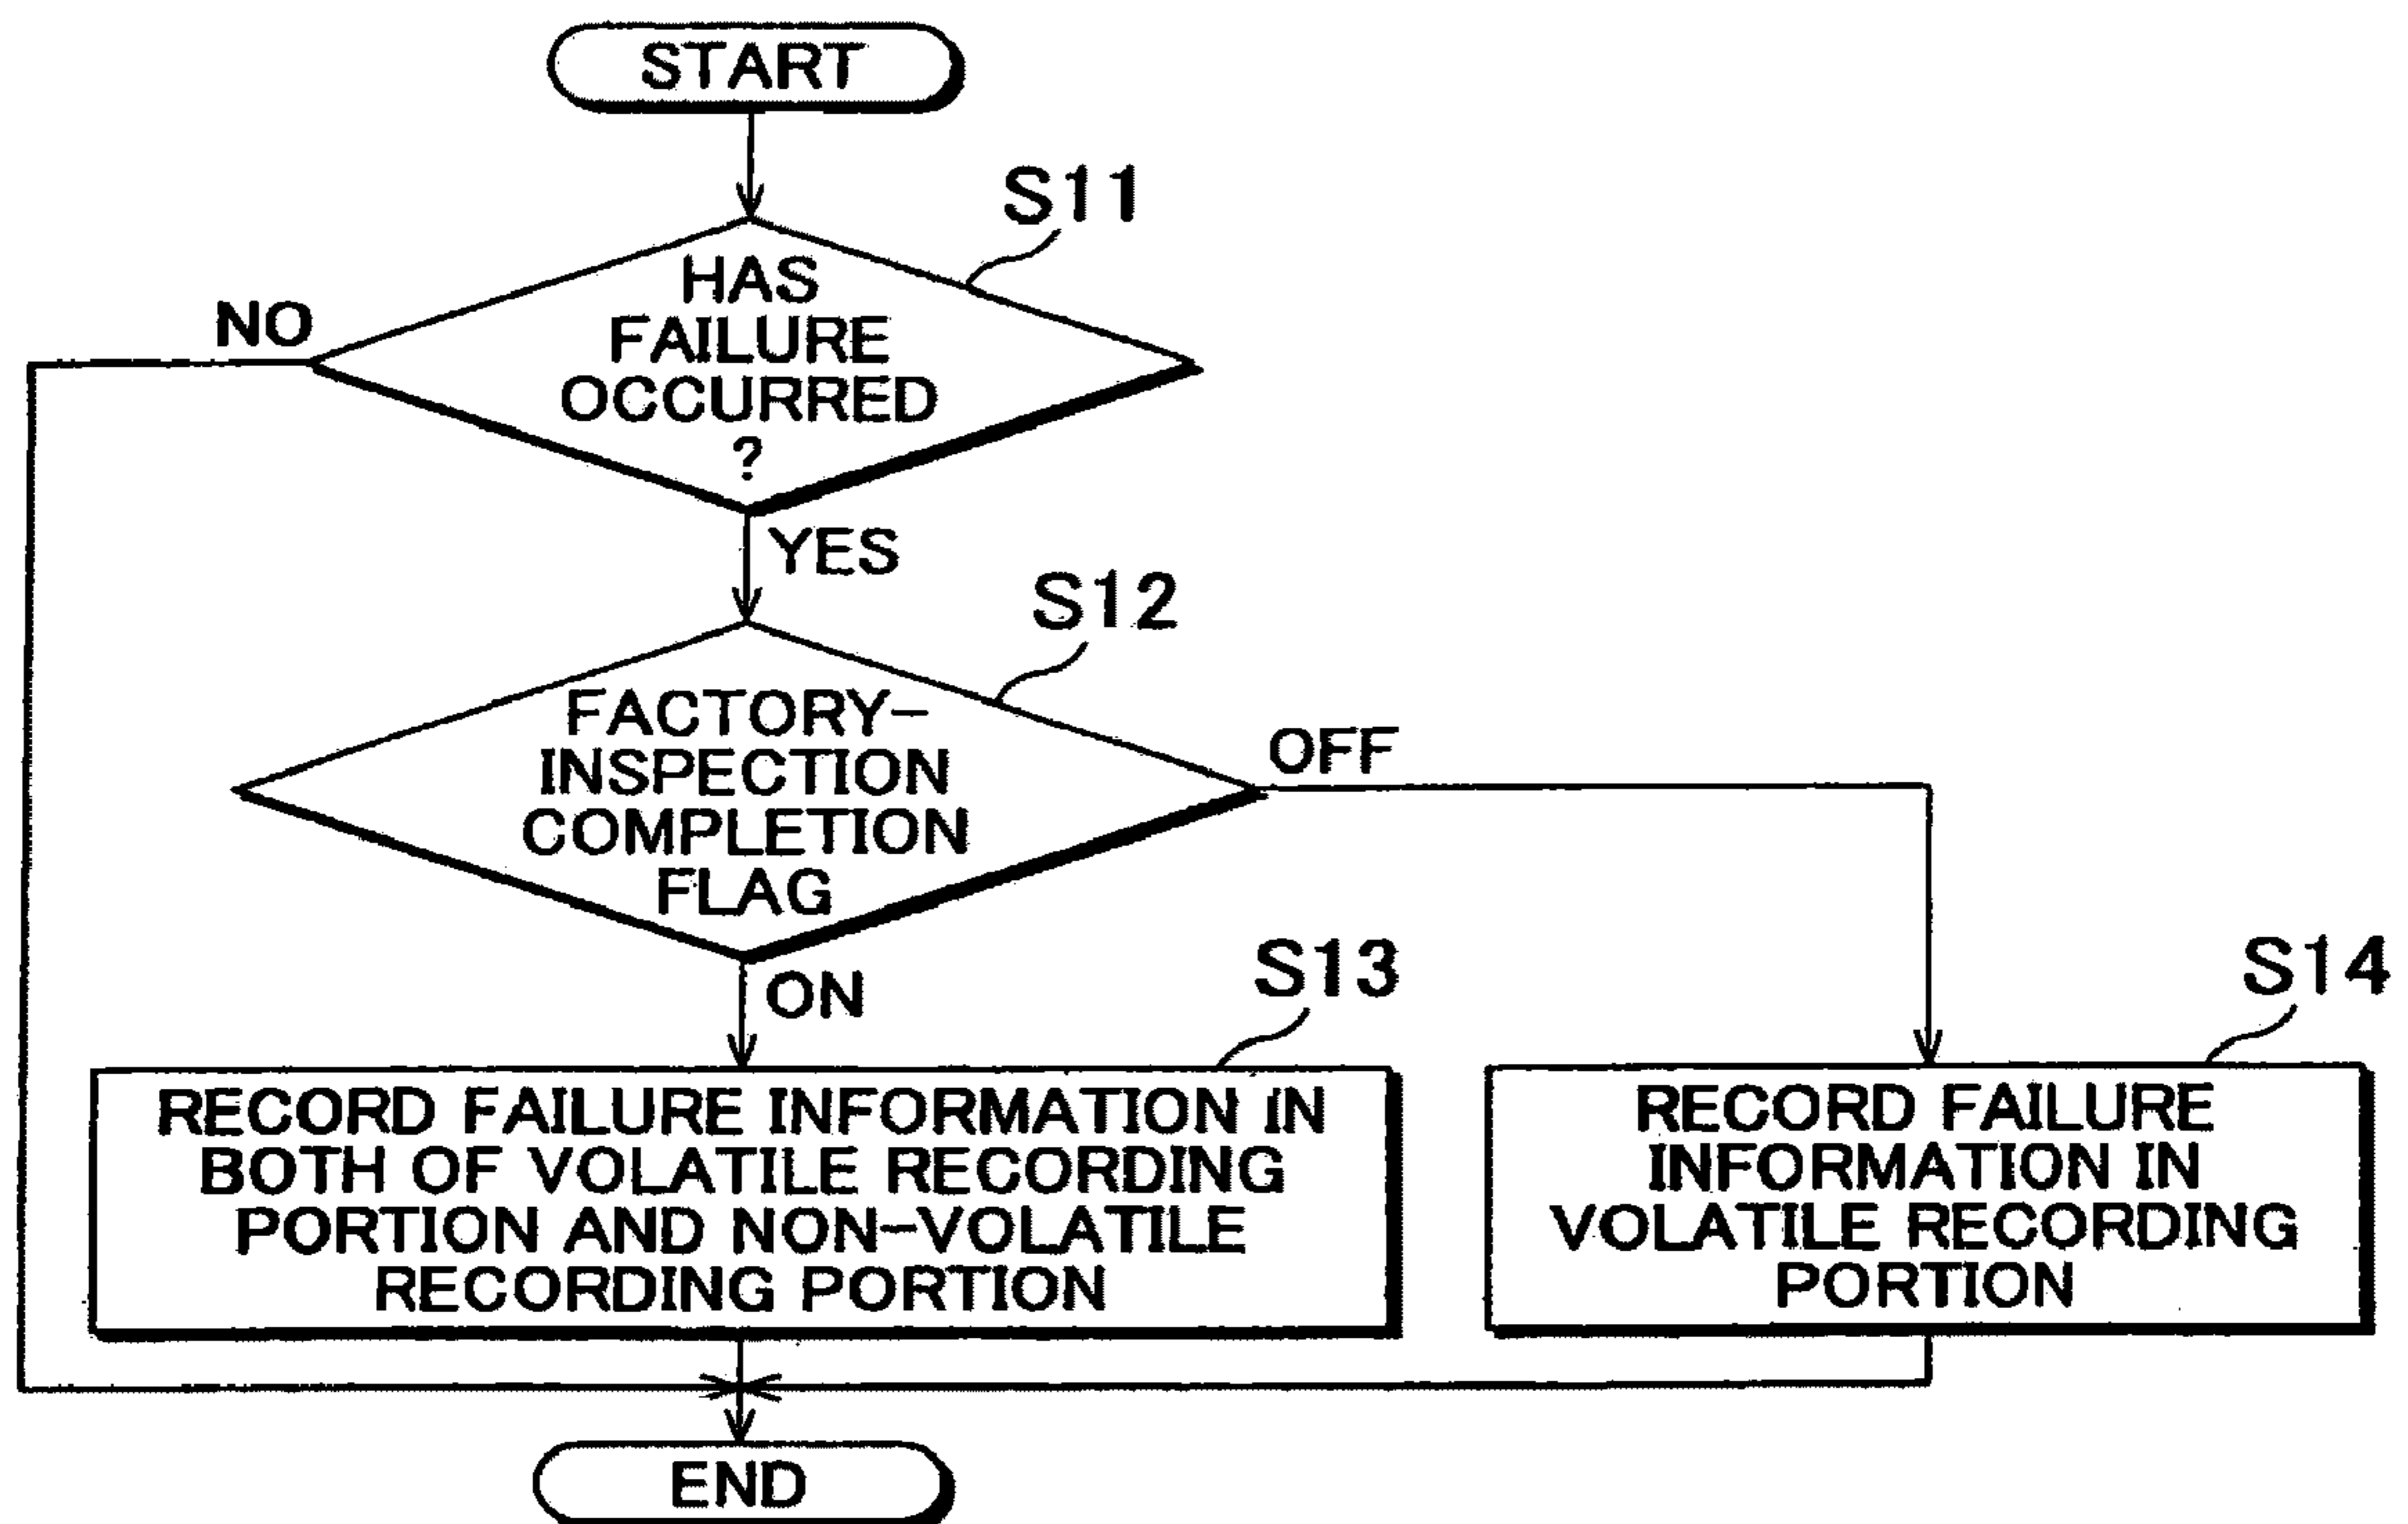 START
S11
HAS
FAILURE
OCCURRED
?
NO
YES
S12
FACTORY-
INSPECTION
COMPLETION
FLAG
OFF
ON
S13
RECORD FAILURE INFORMATION IN
BOTH OF VOLATILE RECORDING
PORTION AND NON-VOLATILE
RECORDING PORTION
S14
RECORD FAILURE
INFORMATION IN
VOLATILE RECORDING
PORTION
END